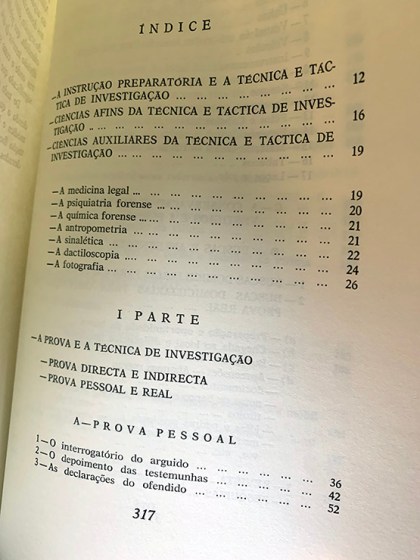 ÍNDICE
—A INSTRUÇÃO PREPARATÓRIA E A TÉCNICA E TÁC-
TICA DE INVESTIGAÇÃO ... ... ... ... ... ... ... 12
—CIÊNCIAS AFINS DA TÉCNICA E TACTICA DE INVES-
TIGAÇÃO .. ... ... ... ... ... ... ... ... ... 16
—CIÊNCIAS AUXILIARES DA TÉCNICA E TÁCTICA DE
INVESTIGAÇÃO ... ... ... ... ... ... ... ... ... 19
—A medicina legal ... ... ... ... ... ... ... ... 19
—A psiquiatria forense ... ... ... ... ... ... ... 20
—A química forense ... ... ... ... ... ... ... ... 21
—A antropometria ... ... ... ... ... ... ... ... 21
—A sinalética ... ... ... ... ... ... ... ... ... 22
—A dactiloscopia ... ... ... ... ... ... ... ... 24
—A fotografia ... ... ... ... ... ... ... ... ... 26
I PARTE
—A PROVA E A TÉCNICA DE INVESTIGAÇÃO
—PROVA DIRECTA E INDIRECTA
—PROVA PESSOAL E REAL
A—PROVA PESSOAL
1—O interrogatório do arguido ... ... ... ... ... ... 36
2—O depoimento das testemunhas ... ... ... ... ... 42
3—As declarações do ofendido ... ... ... ... ... ... 52
317